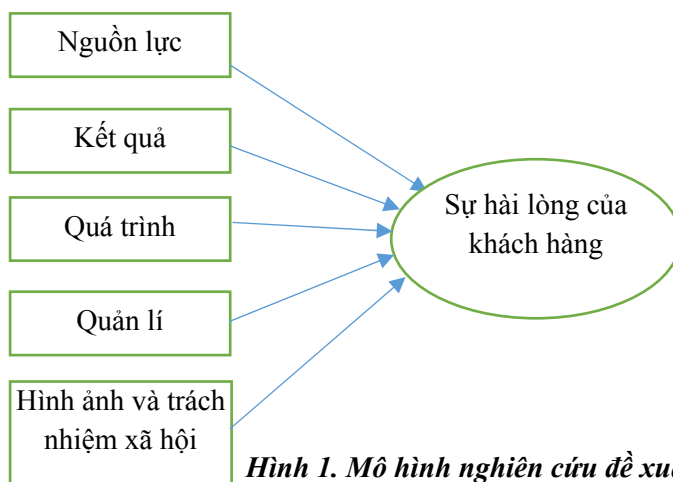 Nguồn lực
Kết quả
Quá trình
Quản lí
Hình ảnh và trách
nhiệm xã hội
Sự hài lòng của
khách hàng
Hình 1. Mô hình nghiên cứu đề